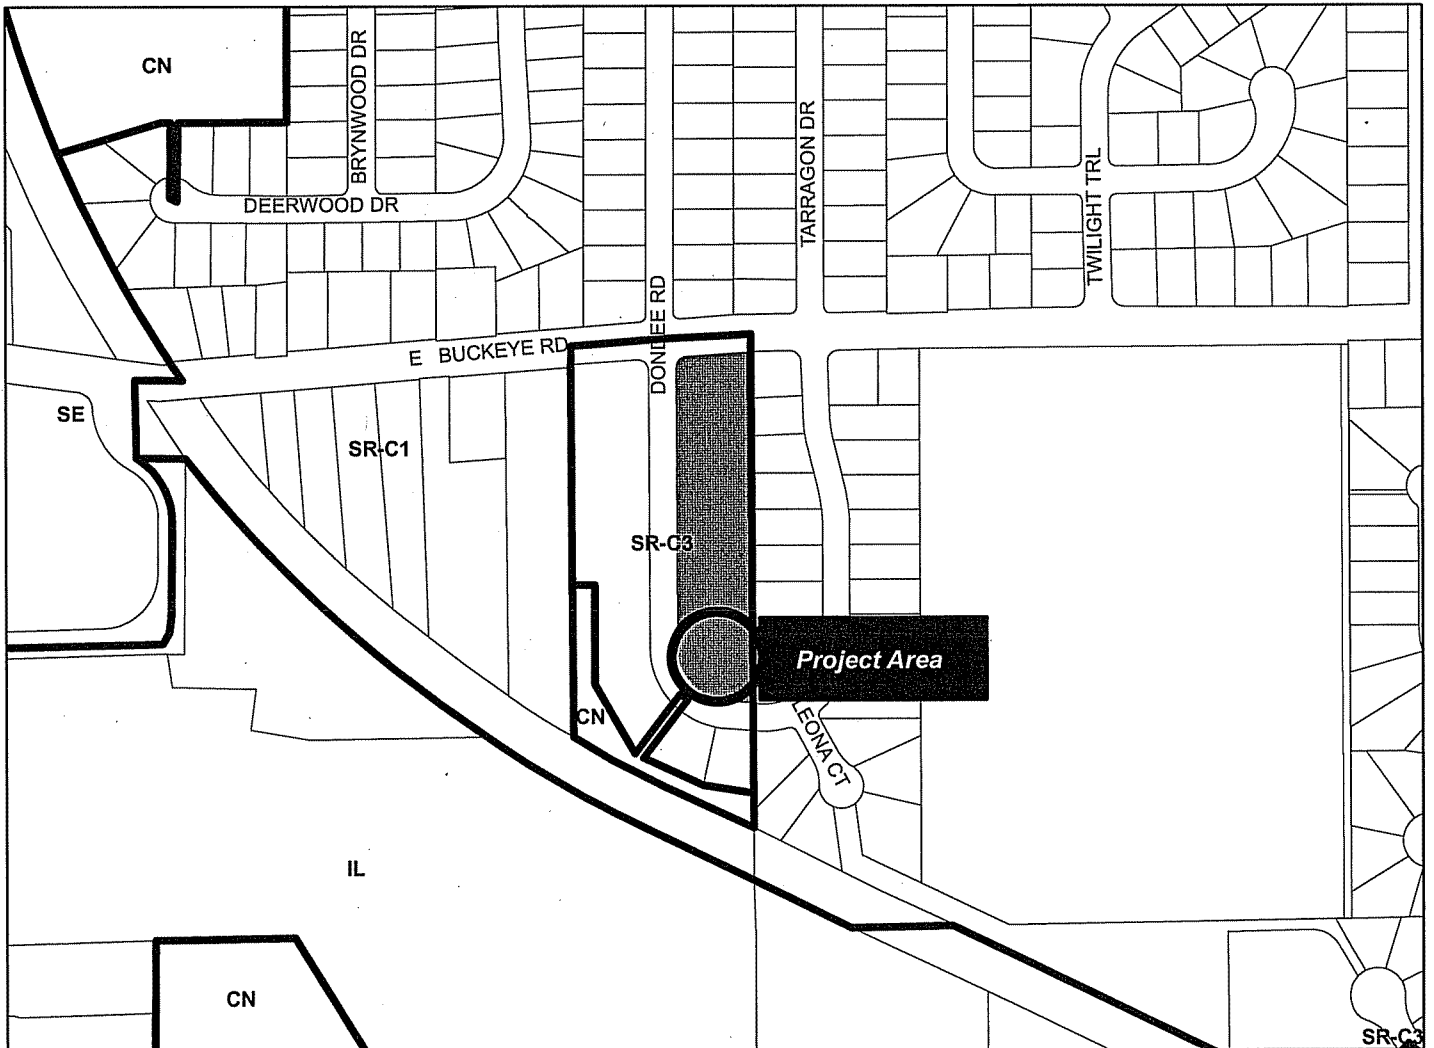 CN
BRYNWOOD DR
DEERWOOD DR
TARRAGON DR
TWILIGHT TRL
DONDEE RD
E BUCKEYE RD
SE
SR-C1
SR-C3
Project Area
CN
LEONA CT
IL
CN
SR-C3